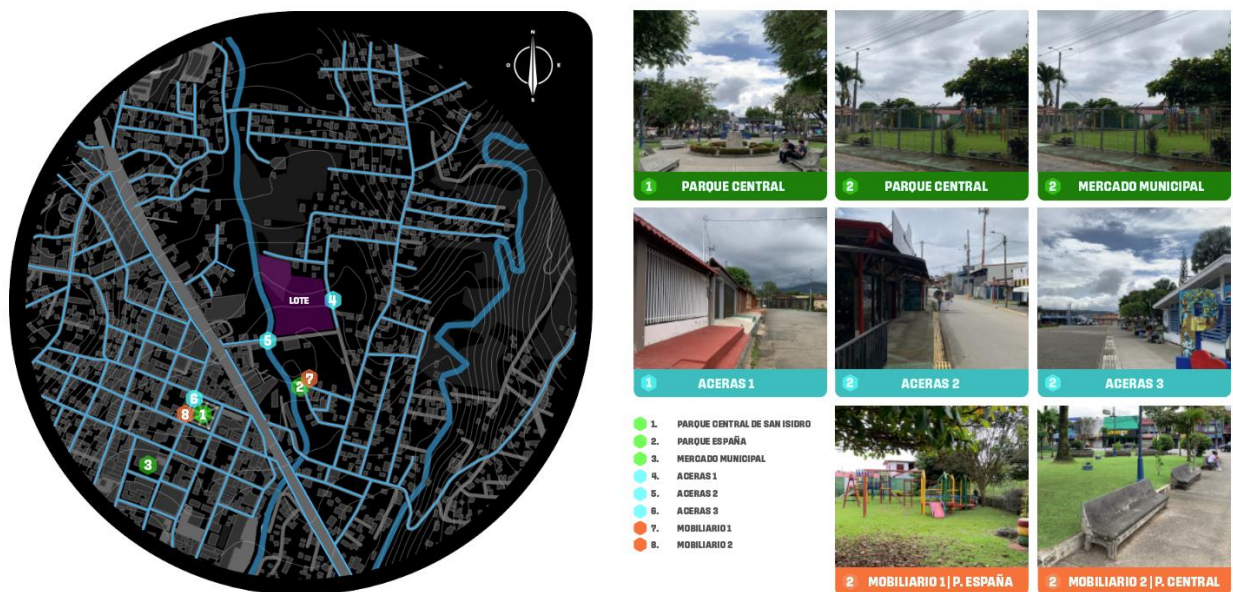 N
O
E
S
LOTE
4
5
7
2
6
8
1
3
1 PARQUE CENTRAL
2 PARQUE CENTRAL
2 MERCADO MUNICIPAL
1 ACERAS 1
2 ACERAS 2
2 ACERAS 3
1. PARQUE CENTRAL DE SAN ISIDRO
2. PARQUE ESPAÑA
3. MERCADO MUNICIPAL
4. ACERAS 1
5. ACERAS 2
6. ACERAS 3
7. MOBILIARIO 1
8. MOBILIARIO 2
2 MOBILIARIO 1 | P. ESPAÑA
2 MOBILIARIO 2 | P. CENTRAL